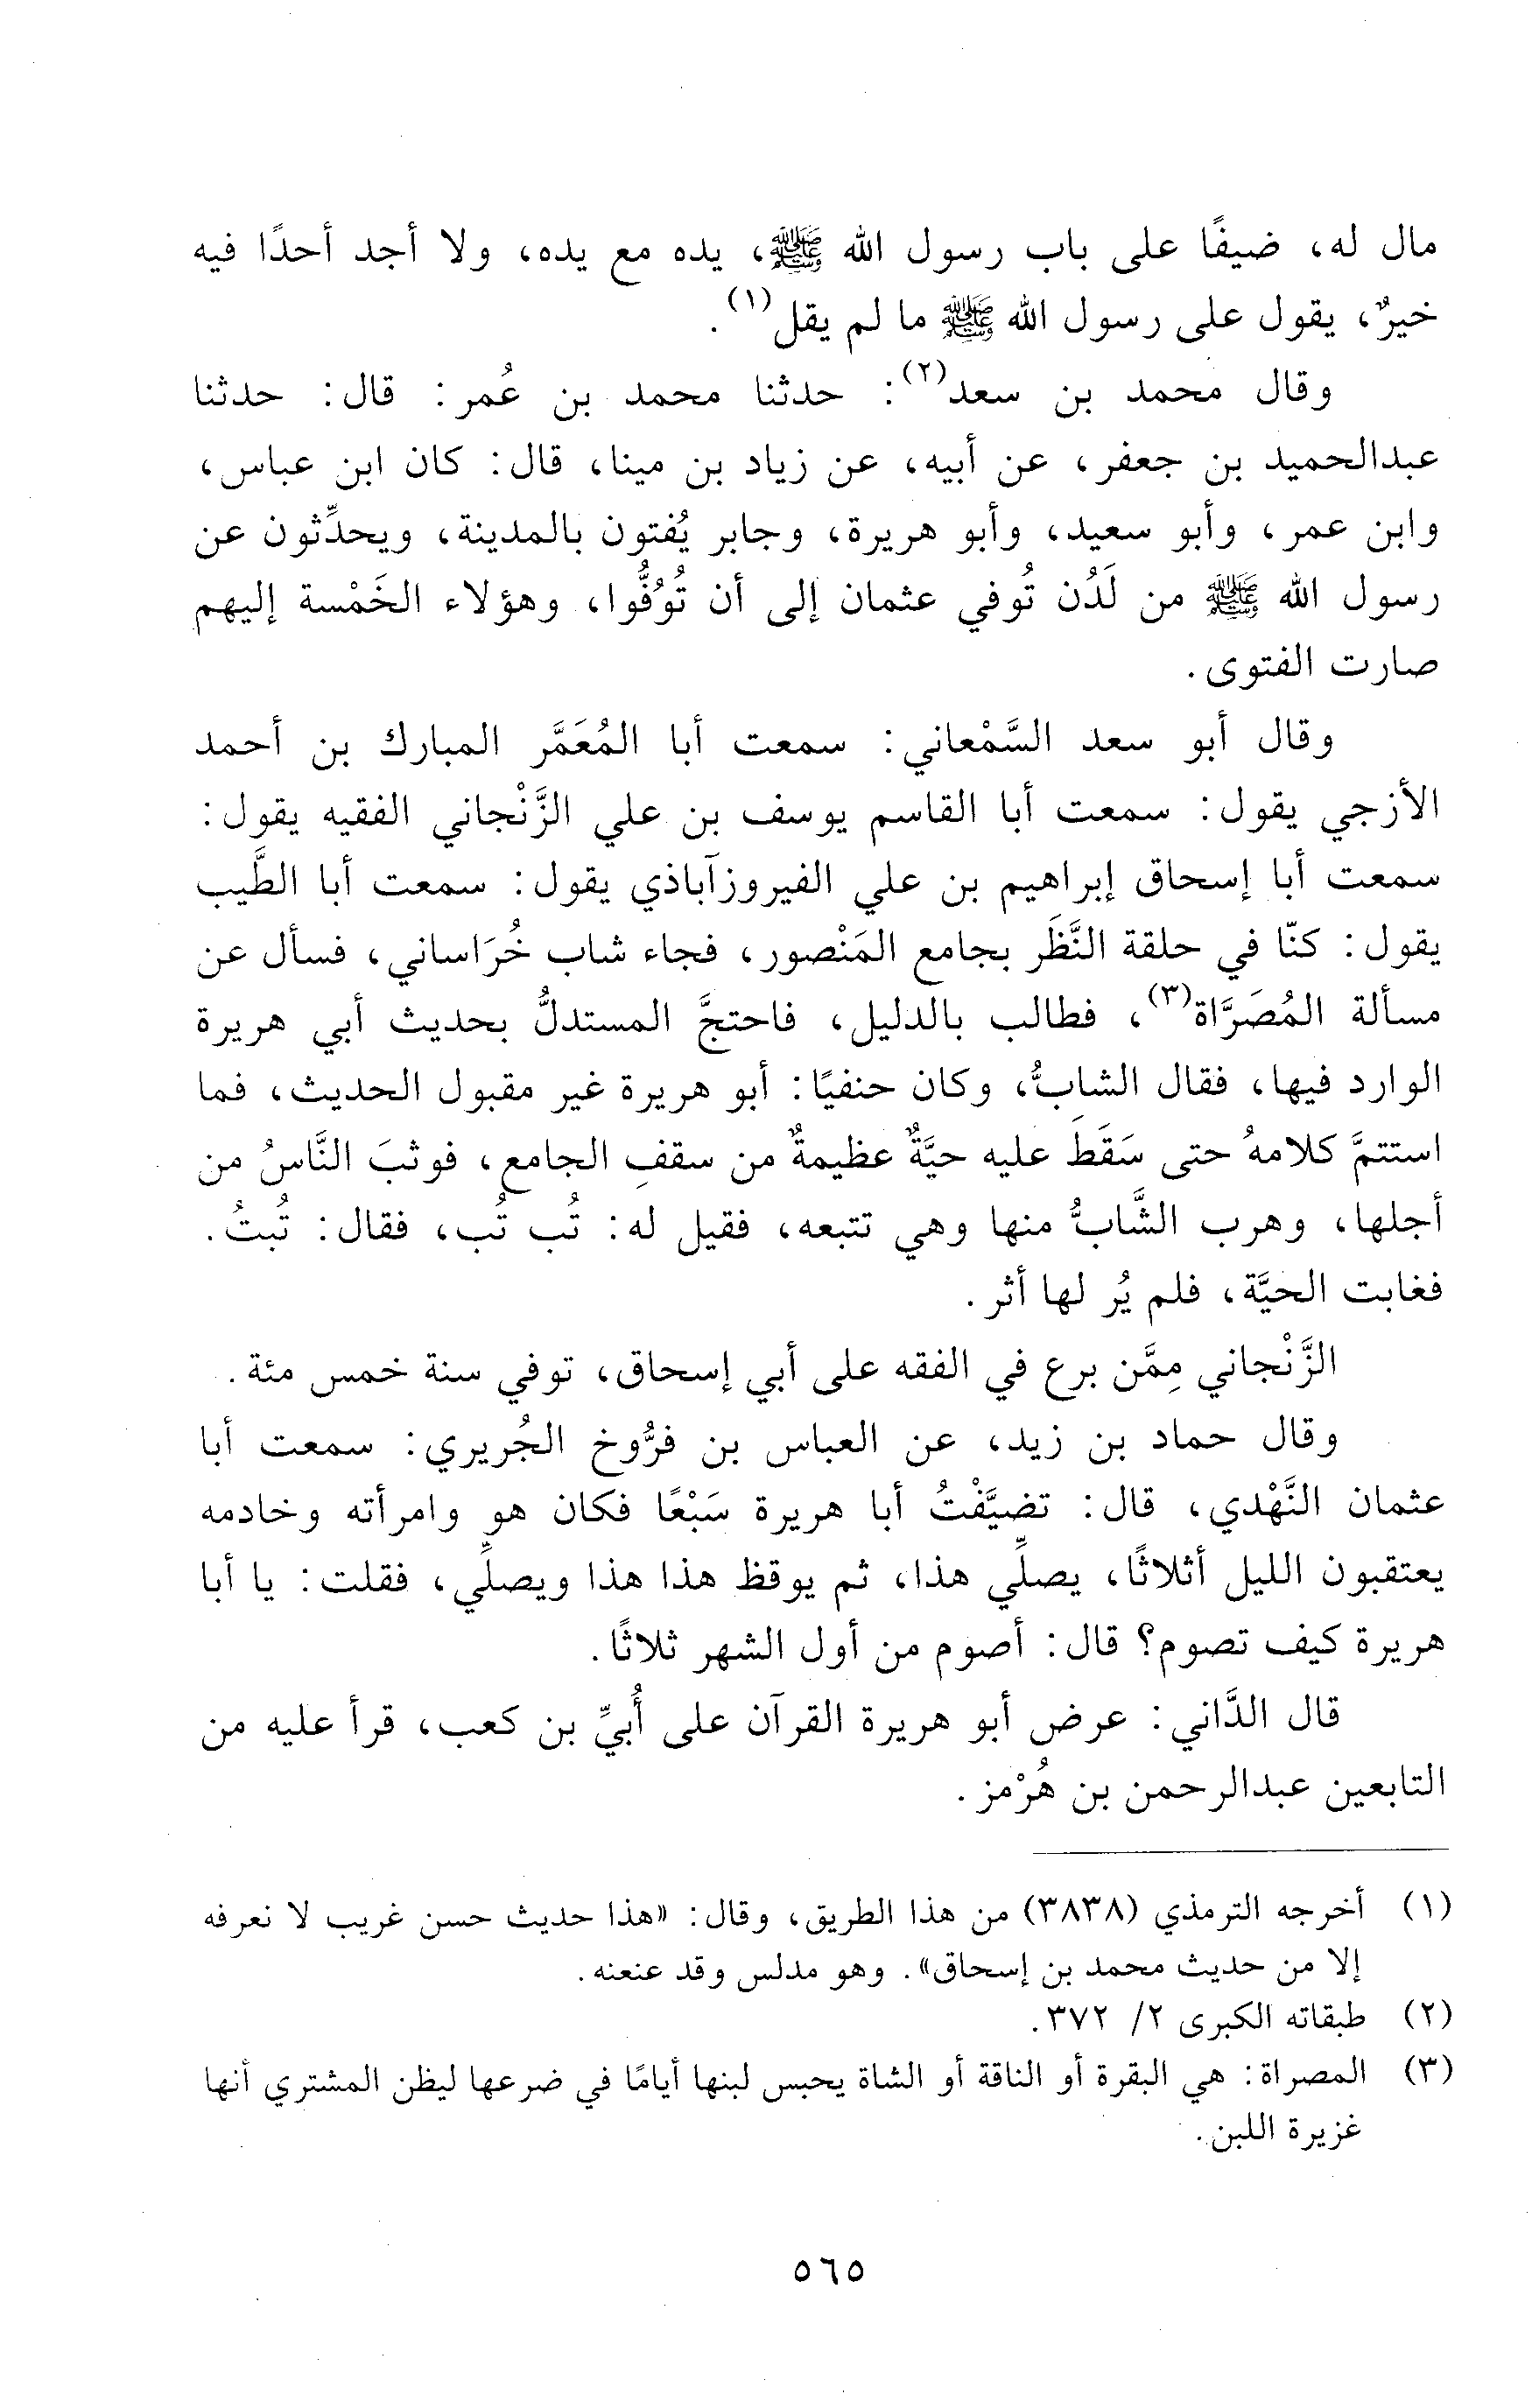 مال له، ضيفًا على باب رسول الله ﷺ، يده مع يده، ولا أجد أحدًا فيه
خيرٌ، يقول على رسول الله ﷺ ما لم يقل(١).
وقال محمد بن سعد(٢): حدثنا محمد بن عُمر: قال: حدثنا
عبدالحميد بن جعفر، عن أبيه، عن زياد بن مينا، قال: كان ابن عباس،
وابن عمر، وأبو سعيد، وأبو هريرة، وجابر يُفتون بالمدينة، ويحدِّثون عن
رسول الله ﷺ من لَدُن تُوفي عثمان إلى أن تُوُفُّوا، وهؤلاء الخَمْسة إليهم
صارت الفتوى.
وقال أبو سعد السَّمْعاني: سمعت أبا المُعَمَّر المبارك بن أحمد
الأزجي يقول: سمعت أبا القاسم يوسف بن علي الزَّنْجاني الفقيه يقول:
سمعت أبا إسحاق إبراهيم بن علي الفيروزآباذي يقول: سمعت أبا الطَّيب
يقول: كنّا في حلقة النَّظَر بجامع المَنْصور، فجاء شاب خُرَاساني، فسأل عن
مسألة المُصَرَّاة(٣)، فطالب بالدليل، فاحتجَّ المستدلُّ بحديث أبي هريرة
الوارد فيها، فقال الشابُّ، وكان حنفيًا: أبو هريرة غير مقبول الحديث، فما
استتمَّ كلامهُ حتى سَقَطَ عليه حيَّةٌ عظيمةٌ من سقفِ الجامع، فوثبَ النَّاسُ من
أجلها، وهرب الشَّابُّ منها وهي تتبعه، فقيل له: تُب تُب، فقال: تُبتُ.
فغابت الحيَّة، فلم يُر لها أثر.
الزَّنْجاني مِمَّن برع في الفقه على أبي إسحاق، توفي سنة خمس مئة.
وقال حماد بن زيد، عن العباس بن فرُّوخ الجُريري: سمعت أبا
عثمان النَّهْدي، قال: تضيَّفْتُ أبا هريرة سَبْعًا فكان هو وامرأته وخادمه
يعتقبون الليل أثلاثًا، يصلِّي هذا، ثم يوقظ هذا هذا ويصلِّي، فقلت: يا أبا
هريرة كيف تصوم؟ قال: أصوم من أول الشهر ثلاثًا.
قال الدَّاني: عرض أبو هريرة القرآن على أُبيِّ بن كعب، قرأ عليه من
التابعين عبدالرحمن بن هُرْمز.
(١) أخرجه الترمذي (٣٨٣٨) من هذا الطريق، وقال: «هذا حديث حسن غريب لا نعرفه
إلا من حديث محمد بن إسحاق». وهو مدلس وقد عنعنه.
(٢) طبقاته الكبرى ٢/ ٣٧٢.
(٣) المصراة: هي البقرة أو الناقة أو الشاة يحبس لبنها أيامًا في ضرعها ليظن المشتري أنها
غزيرة اللبن.
٥٦٥